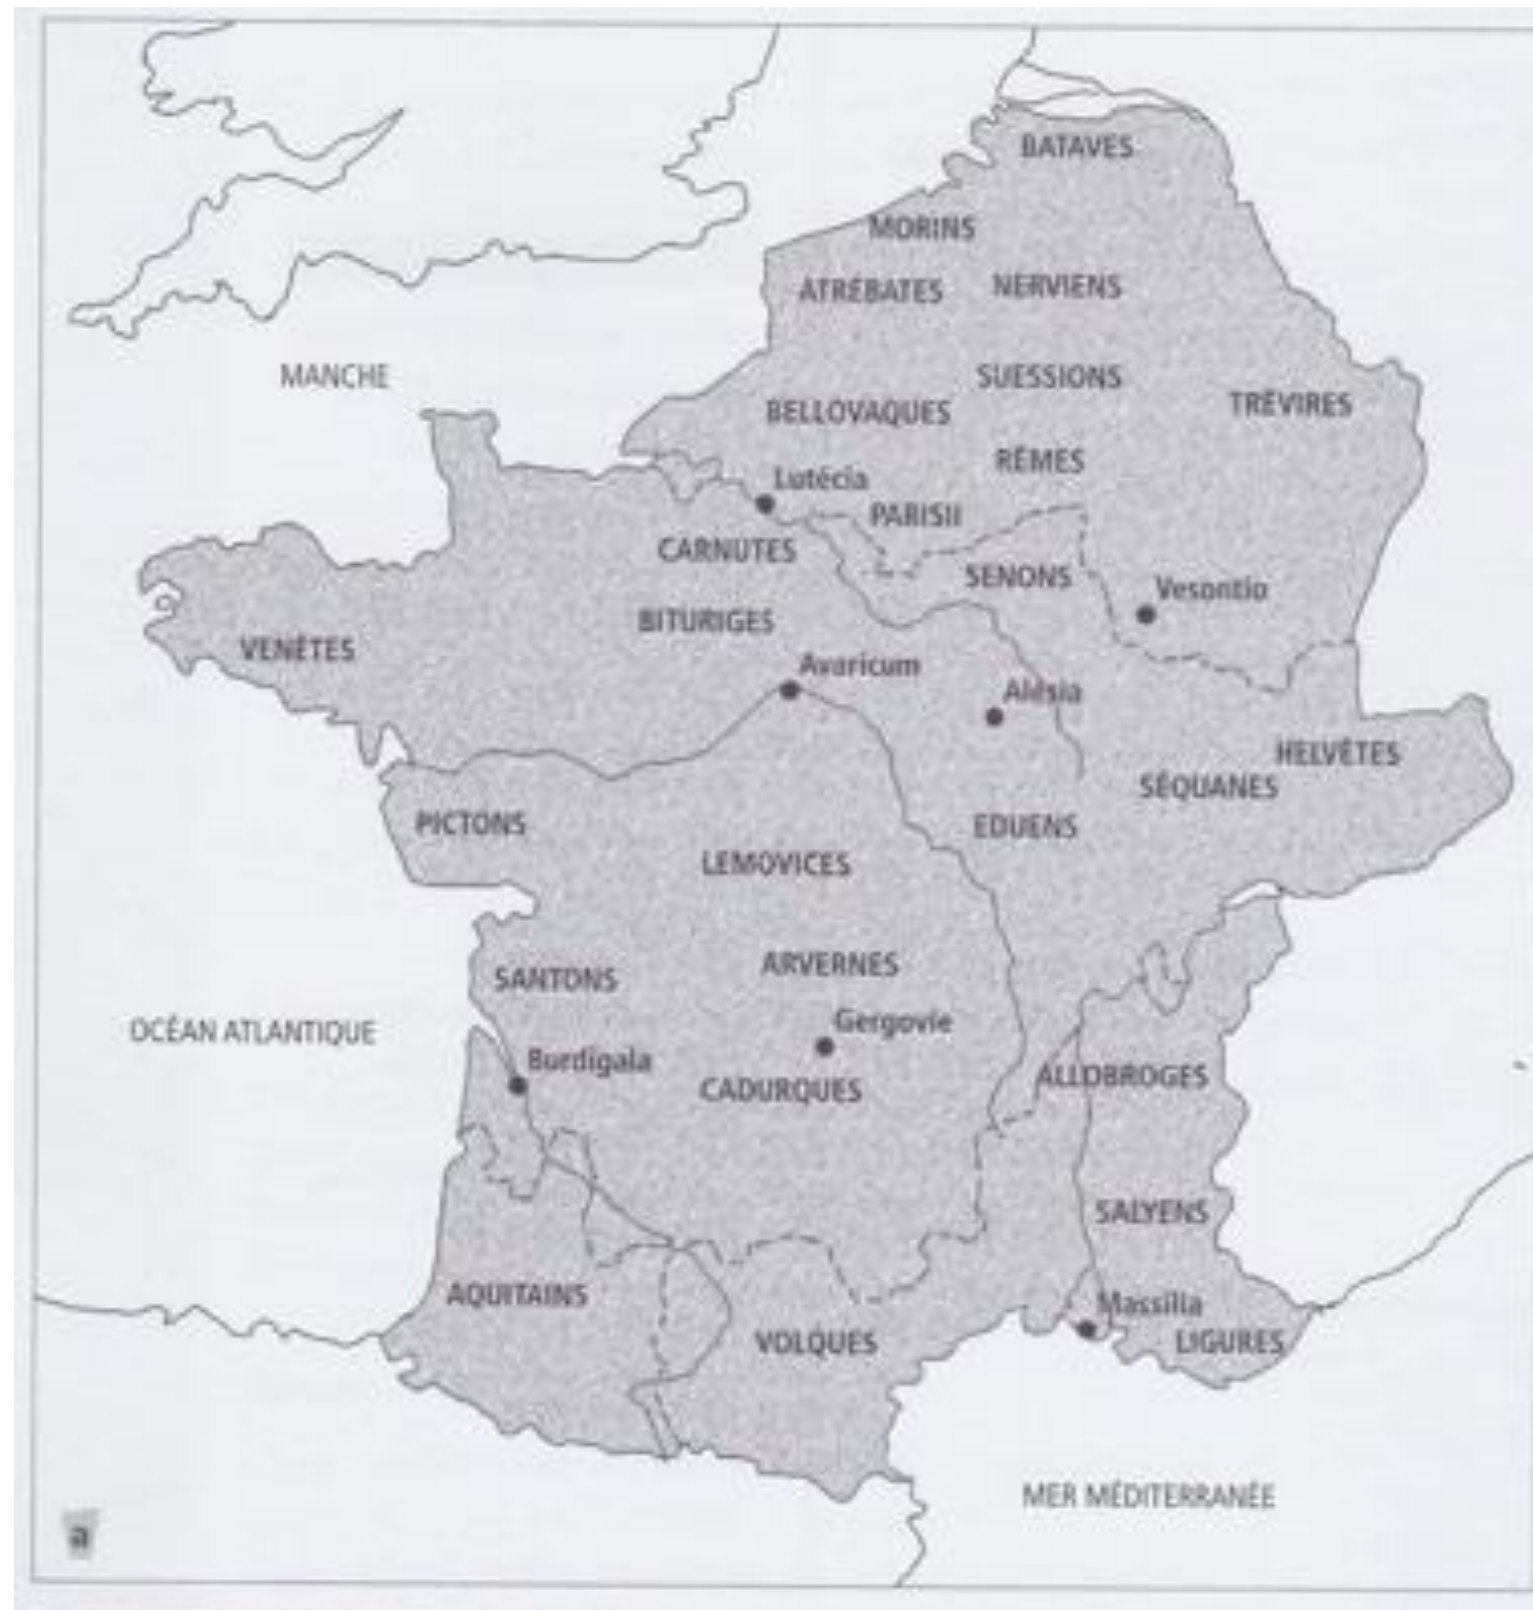 BATAVES
MORINS
ATRÉBATES
NERVIENS
MANCHE
SUESSIONS
BELLOVAQUES
TRÉVIRES
RÊMES
Lutécia
PARISII
CARNUTES
SENONS
Vesontio
BITURIGES
VENÈTES
Avaricum
Alésia
HELVÈTES
SÉQUANES
PICTONS
EDUENS
LEMOVICES
ARVERNES
SANTONS
Gergovie
OCÉAN ATLANTIQUE
Burdigala
ALLOBROGES
CADURQUES
SALYENS
AQUITAINS
Massilia
VOLQUES
LIGURES
MER MÉDITERRANÉE
a